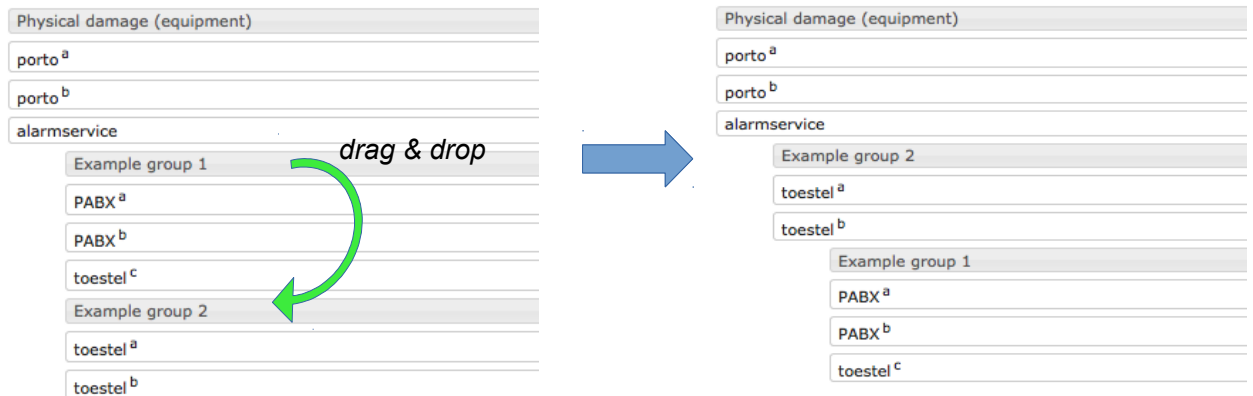 Physical damage (equipment)
porto a
porto b
alarmservice
Example group 1
PABX a
PABX b
toestel c
Example group 2
toestel a
toestel b
drag & drop
Physical damage (equipment)
porto a
porto b
alarmservice
Example group 2
toestel a
toestel b
Example group 1
PABX a
PABX b
toestel c